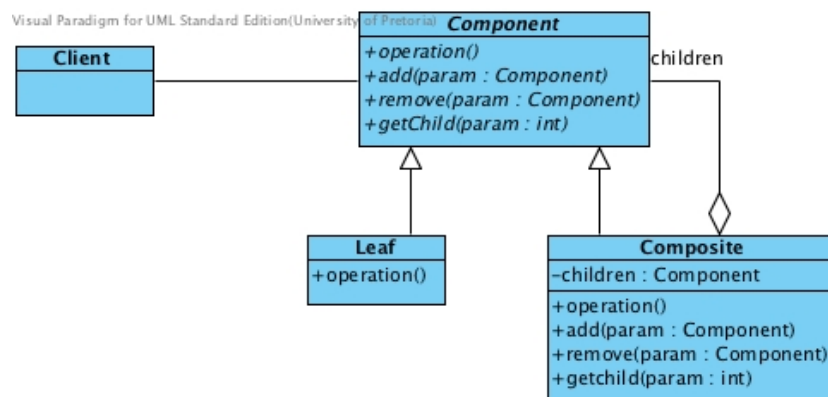 Visual Paradigm for UML Standard Edition(University of Pretoria)
Component
+operation()
+add(param : Component)
+remove(param : Component)
+getChild(param : int)
Client
children
Leaf
+operation()
Composite
-children : Component
+operation()
+add(param : Component)
+remove(param : Component)
+getchild(param : int)